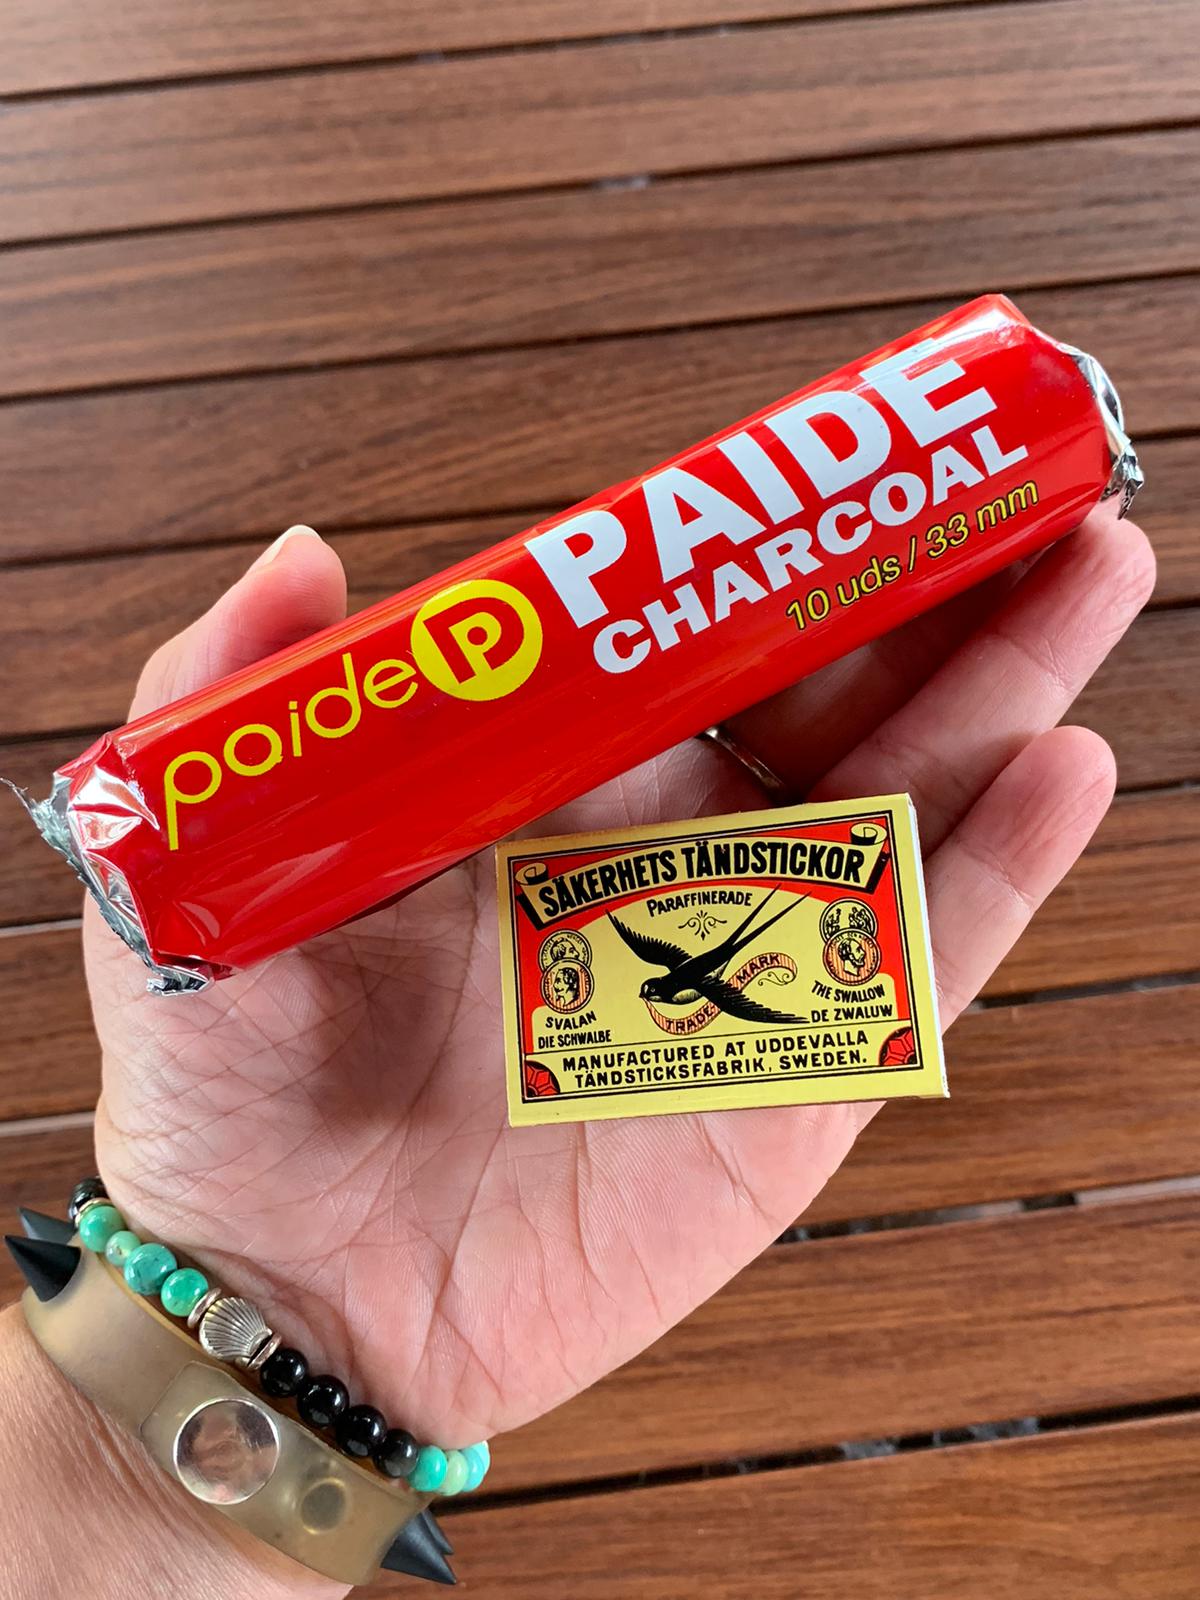 paide P
PAIDE
CHARCOAL
10 uds / 33 mm
SÄKERHETS TÄNDSTICKOR
PARAFFINERADE
TRADE MARK
SVALAN
DIE SCHWALBE
THE SWALLOW
DE ZWALUW
MANUFACTURED AT UDDEVALLA
TÄNDSTICKSFABRIK, SWEDEN.